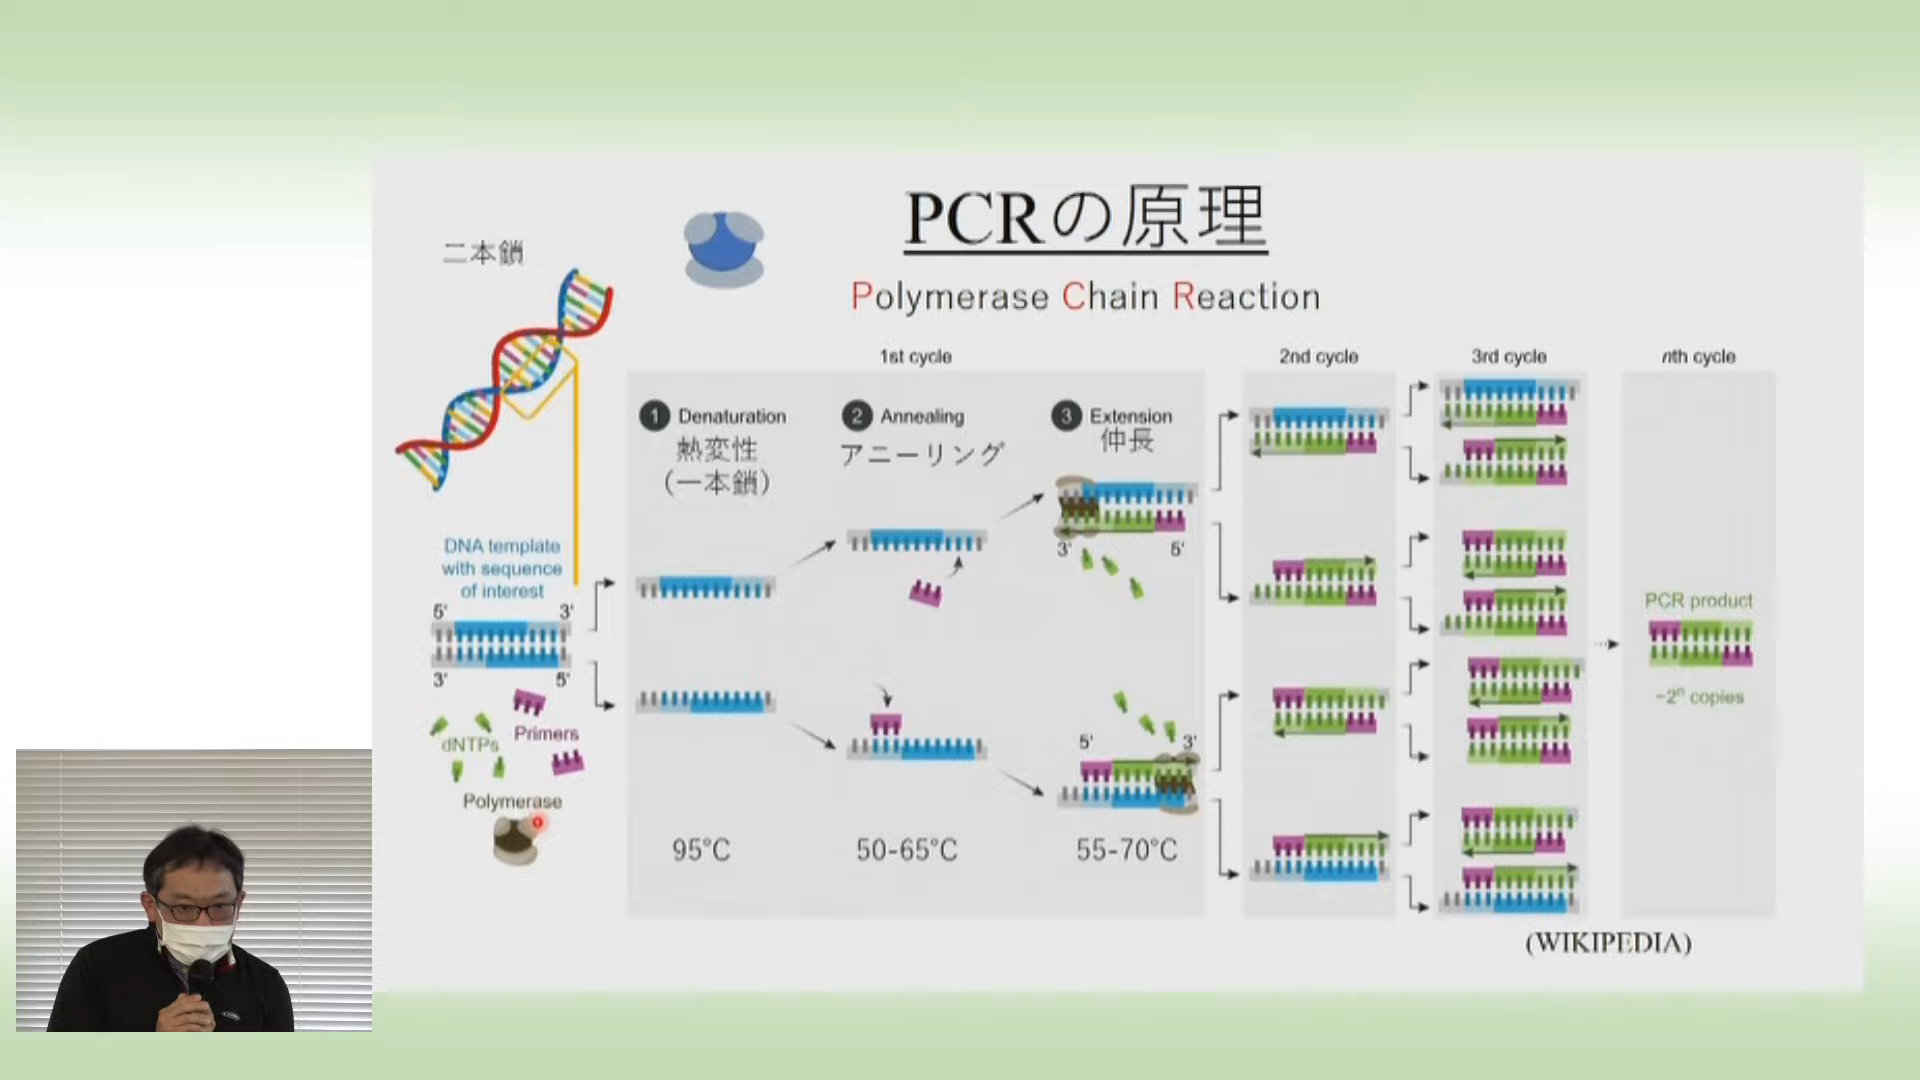 PCRの原理
Polymerase Chain Reaction
二本鎖
DNA template
with sequence
of interest
5' 3'
3' 5'
Primers
dNTPs
Polymerase
1st cycle
1 Denaturation
熱変性
(一本鎖)
95°C
2 Annealing
アニーリング
50-65°C
3 Extension
伸長
3' 5'
5' 3'
55-70°C
2nd cycle
3rd cycle
nth cycle
PCR product
~2ⁿ copies
(WIKIPEDIA)